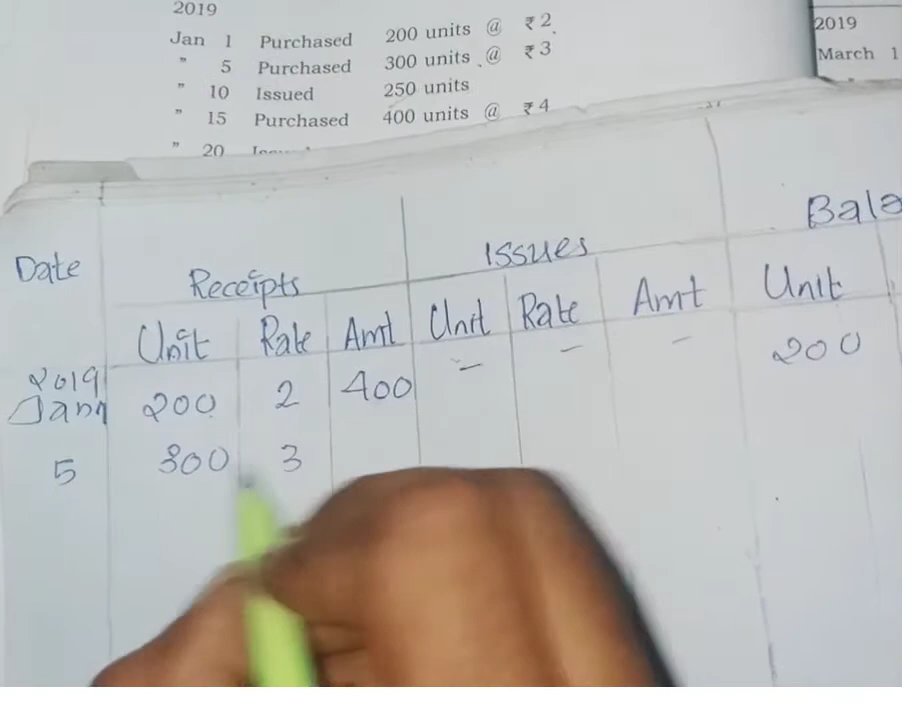 2019
Jan 1 Purchased 200 units @ ₹ 2
" 5 Purchased 300 units @ ₹ 3
" 10 Issued 250 units
" 15 Purchased 400 units @ ₹ 4
" 20
2019
March 1
Date Receipts Issues
Unit Rate Amt Unit Rate Amt Unit
2019
Jan 1 200 2 400 - - - 200
5 300 3